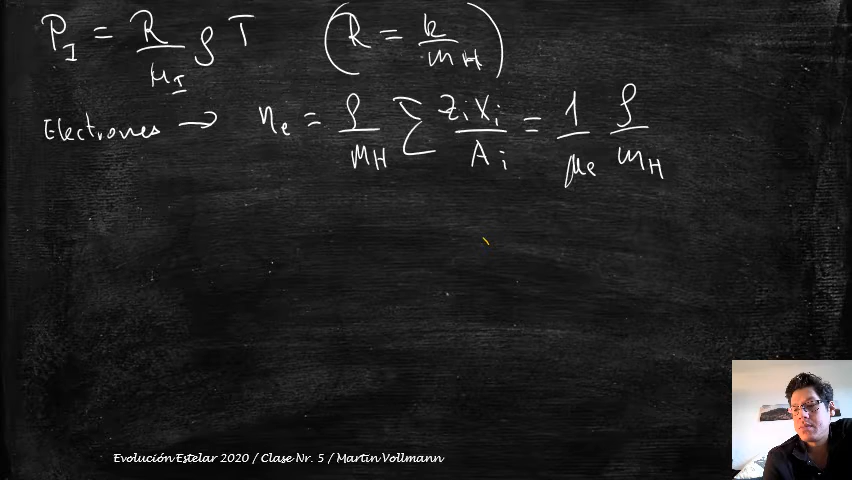 P_I = R/μ_I ρ T (R = k/m_H)
Electrones → n_e = ρ/m_H Σ Z_i X_i/A_i = 1/μ_e ρ/m_H
Evolución Estelar 2020 / Clase Nr. 5 / Martin Vollmann